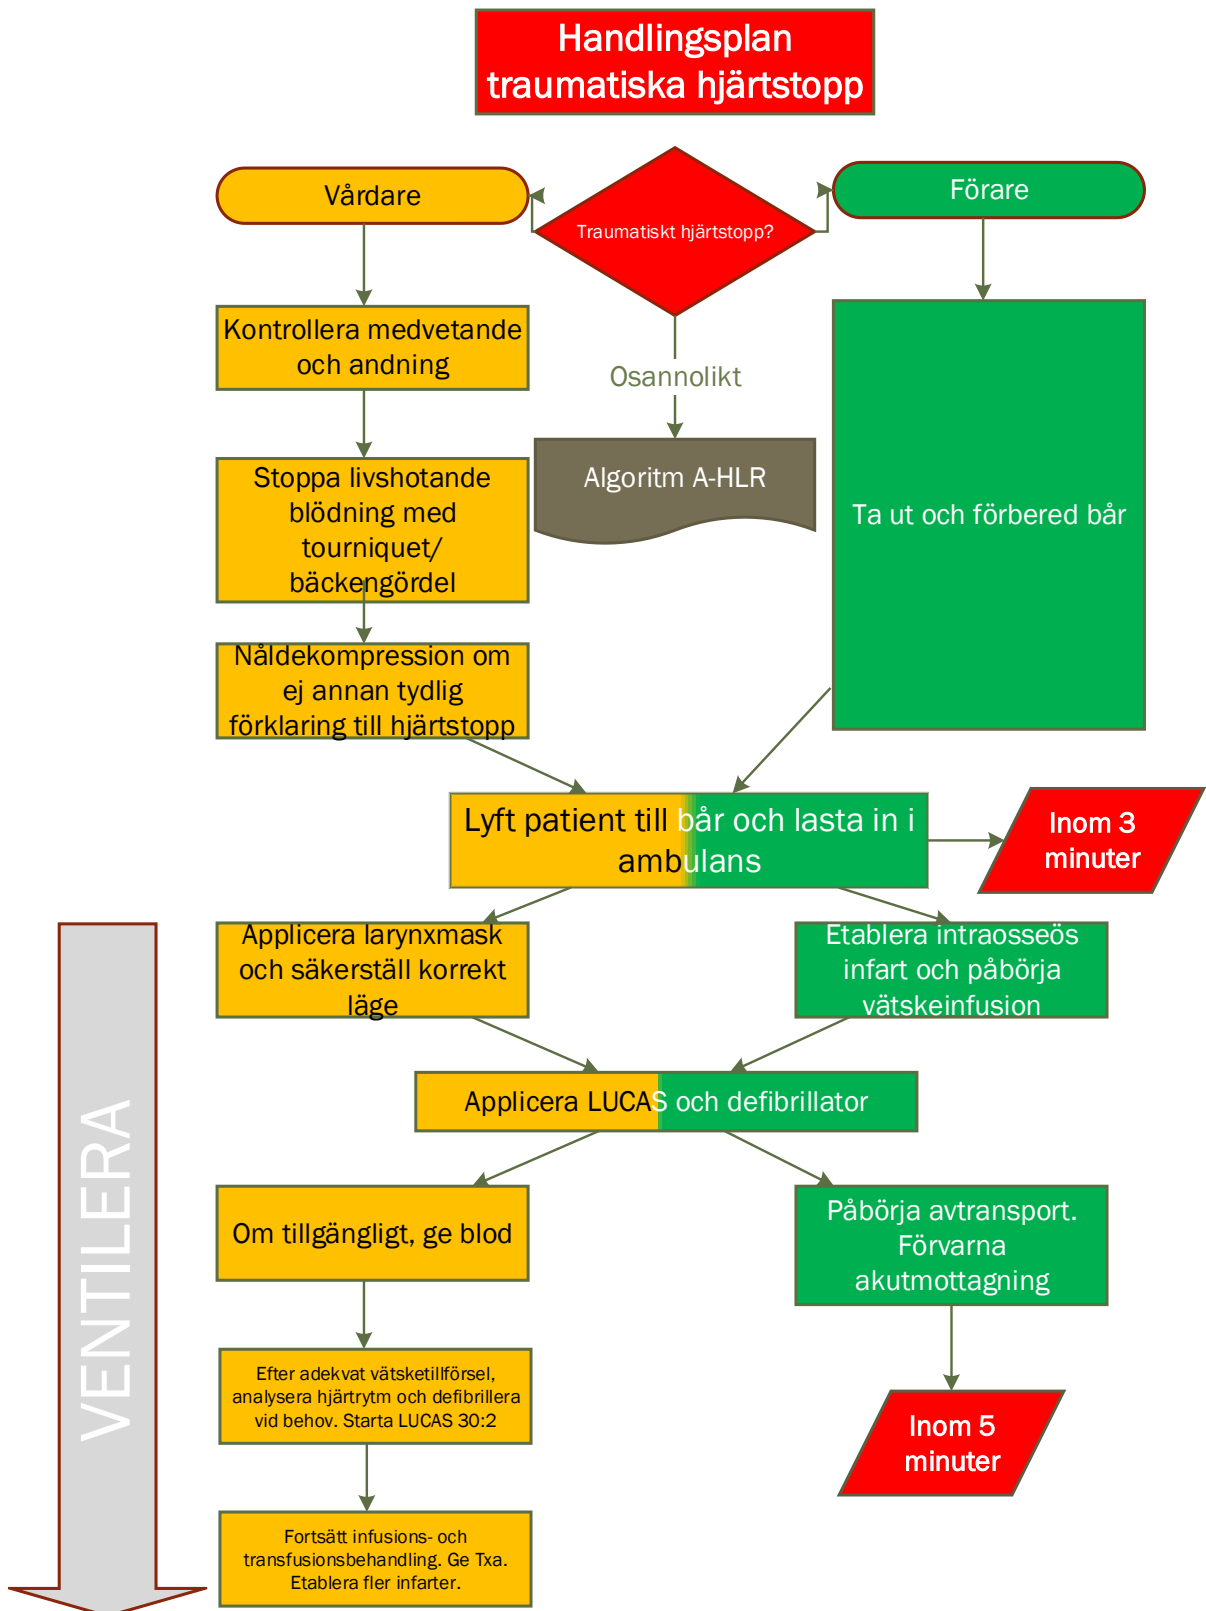 Handlingsplan
traumatiska hjärtstopp
Vårdare
Traumatiskt hjärtstopp?
Förare
Kontrollera medvetande
och andning
Osannolikt
Stoppa livshotande
blödning med
tourniquet/
bäckengördel
Algoritm A-HLR
Ta ut och förbered bår
Nåldekompression om
ej annan tydlig
förklaring till hjärtstopp
Lyft patient till bår och lasta in i
ambulans
Inom 3
minuter
Applicera larynxmask
och säkerställ korrekt
läge
Etablera intraosseös
infart och påbörja
vätskeinfusion
Applicera LUCAS och defibrillator
VENTILERA
Om tillgängligt, ge blod
Påbörja avtransport.
Förvarna
akutmottagning
Efter adekvat vätsketillförsel,
analysera hjärtrytm och defibrillera
vid behov. Starta LUCAS 30:2
Inom 5
minuter
Fortsätt infusions- och
transfusionsbehandling. Ge Txa.
Etablera fler infarter.